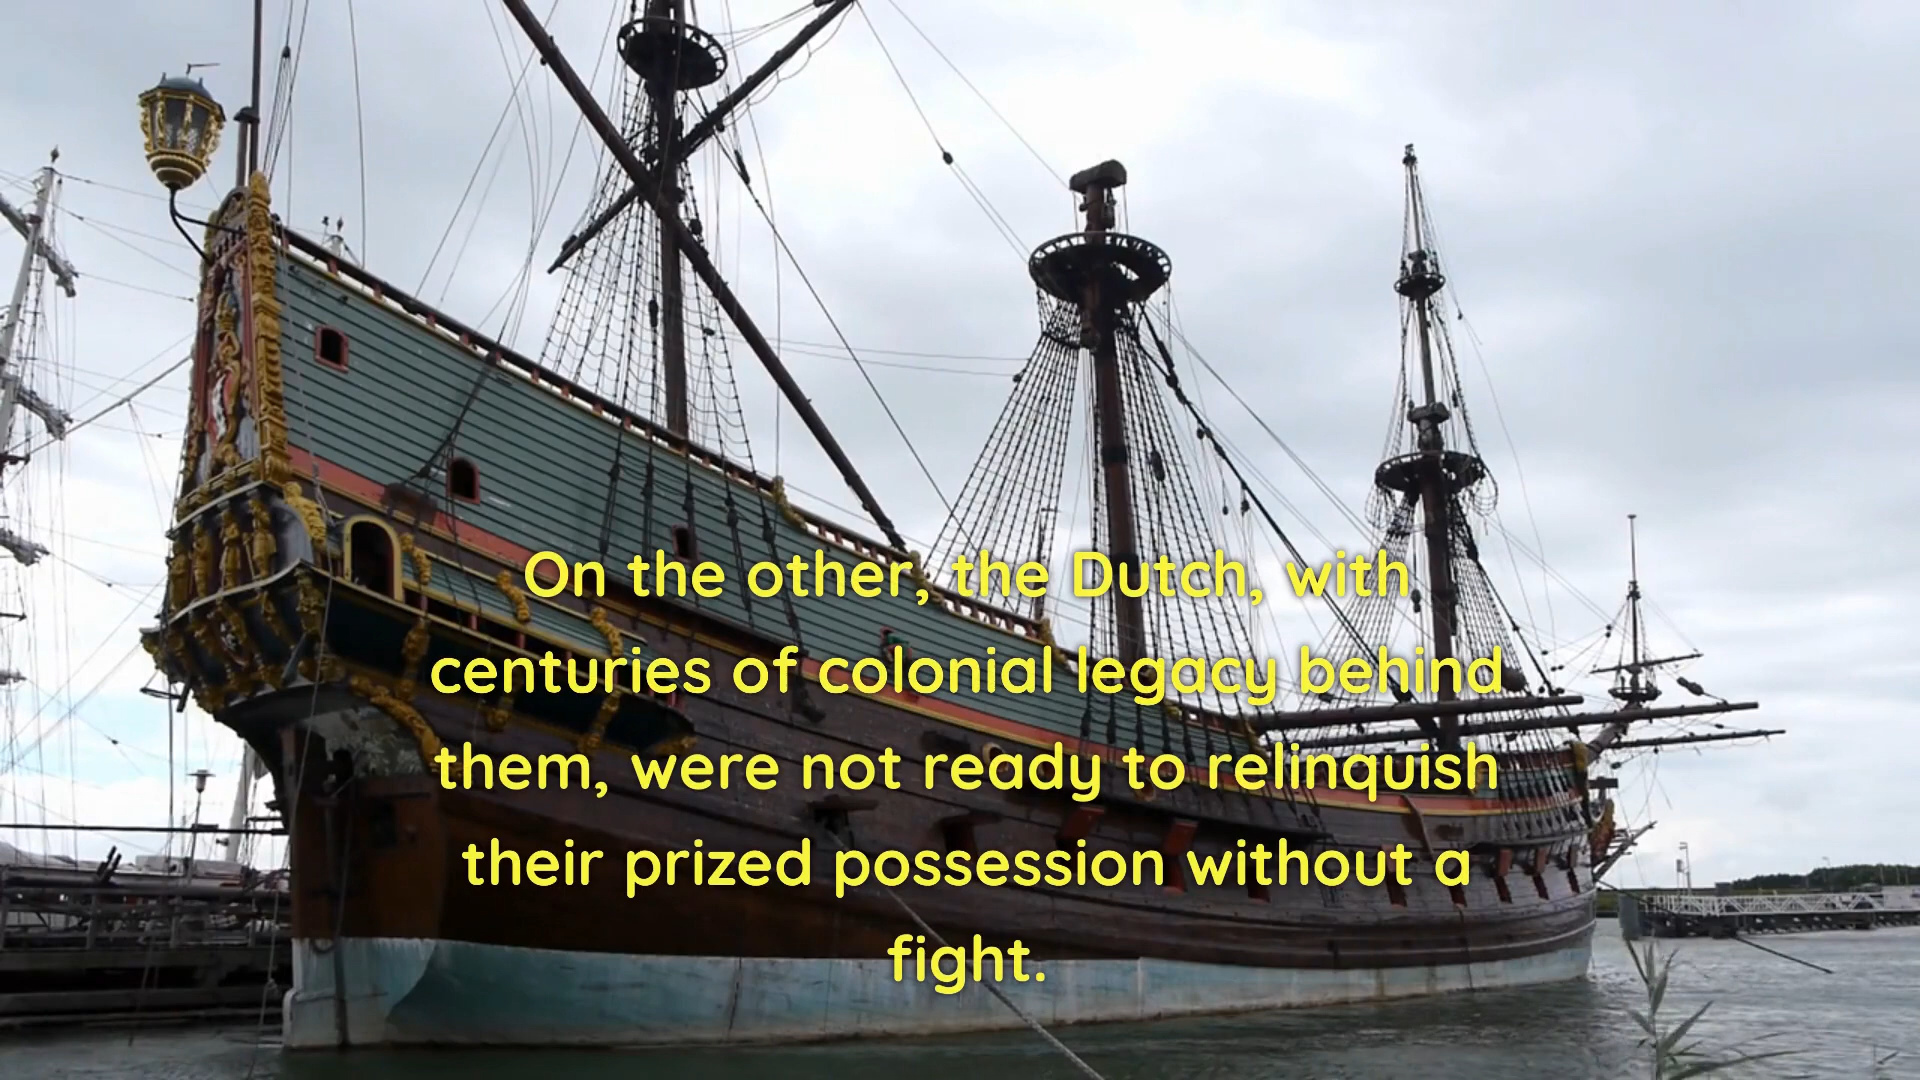 On the other, the Dutch, with
centuries of colonial legacy behind
them, were not ready to relinquish
their prized possession without a
fight.